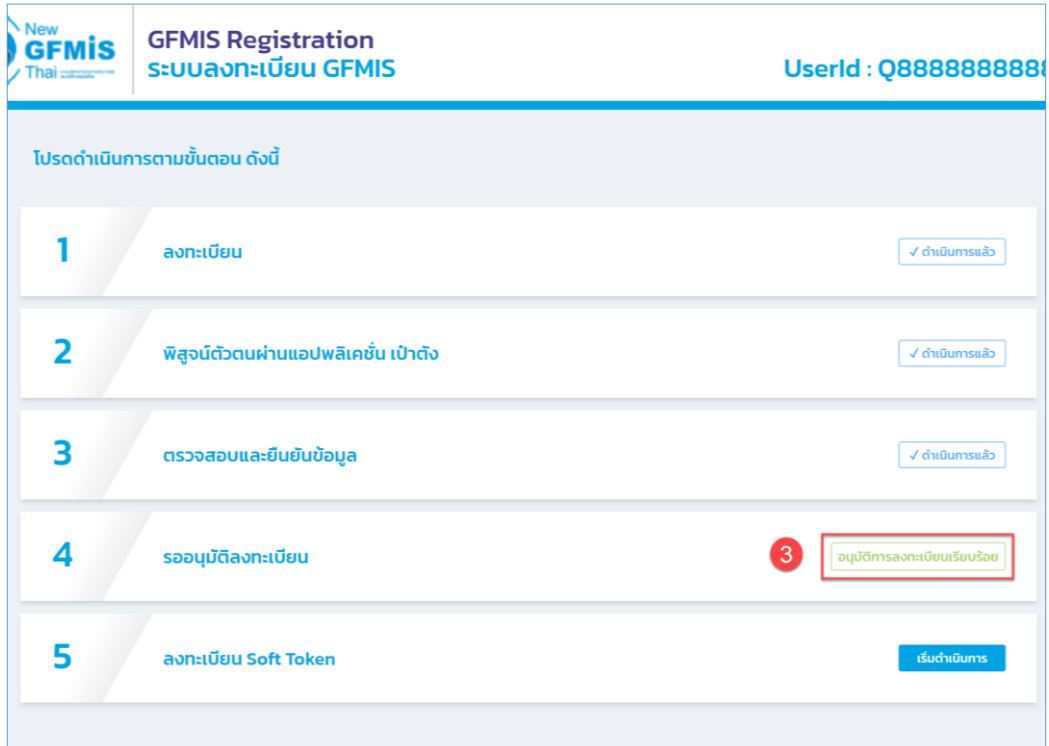 New
GFMIS
Thai
GFMIS Registration
ระบบลงทะเบียน GFMIS
UserId : Q8888888888
โปรดดำเนินการตามขั้นตอน ดังนี้
1 ลงทะเบียน ✓ ดำเนินการแล้ว
2 พิสูจน์ตัวตนผ่านแอปพลิเคชั่น เป๋าตัง ✓ ดำเนินการแล้ว
3 ตรวจสอบและยืนยันข้อมูล ✓ ดำเนินการแล้ว
4 รออนุมัติลงทะเบียน 3 อนุมัติการลงทะเบียนเรียบร้อย
5 ลงทะเบียน Soft Token เริ่มดำเนินการ